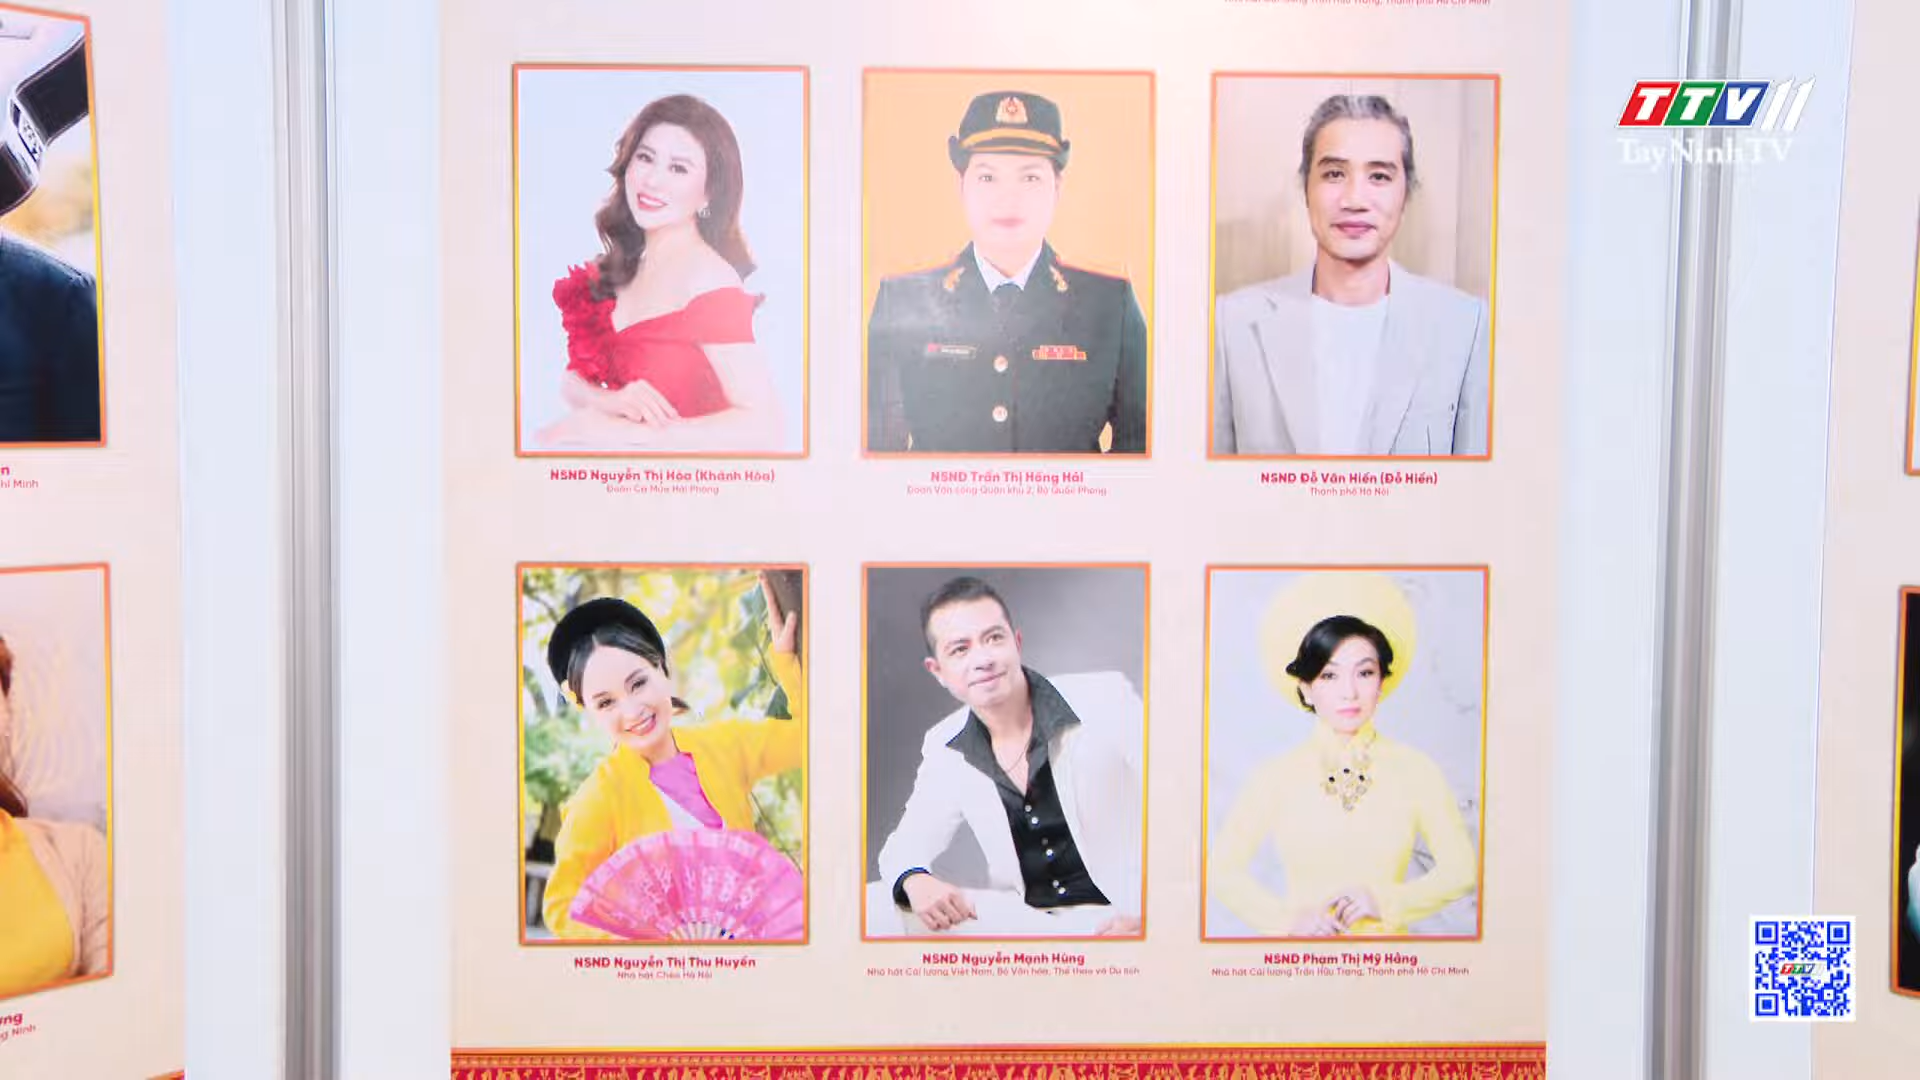 TTV11
TayNinhTV
NSND Nguyễn Thị Hòa (Khánh Hòa)
Đoàn Ca Múa Hải Phòng
NSND Trần Thị Hồng Hải
Đoàn Văn công Quân khu 2, Bộ Quốc Phòng
NSND Đỗ Văn Hiến (Đỗ Hiến)
Thành phố Hà Nội
hí Minh
NSND Nguyễn Thị Thu Huyền
Nhà hát Chèo Hà Nội
NSND Nguyễn Mạnh Hùng
Nhà hát Cải lương Việt Nam, Bộ Văn hóa, Thể thao và Du lịch
NSND Phạm Thị Mỹ Hằng
Nhà hát Cải lương Trần Hữu Trang, Thành phố Hồ Chí Minh
TTV